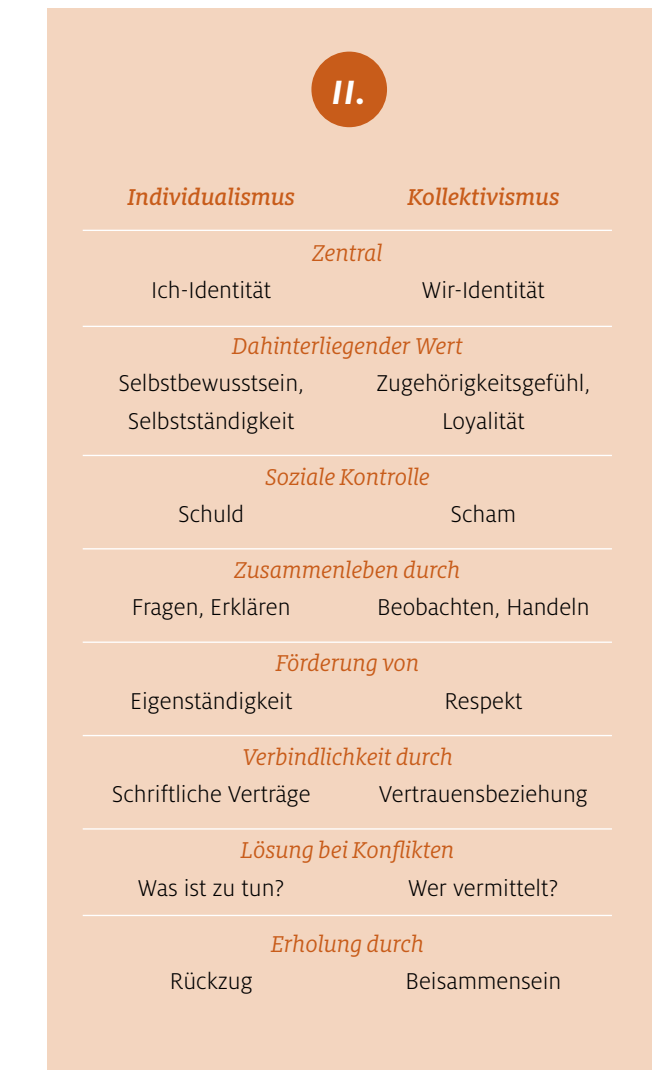 II.
Individualismus Kollektivismus
Zentral
Ich-Identität Wir-Identität
Dahinterliegender Wert
Selbstbewusstsein, Zugehörigkeitsgefühl,
Selbstständigkeit Loyalität
Soziale Kontrolle
Schuld Scham
Zusammenleben durch
Fragen, Erklären Beobachten, Handeln
Förderung von
Eigenständigkeit Respekt
Verbindlichkeit durch
Schriftliche Verträge Vertrauensbeziehung
Lösung bei Konflikten
Was ist zu tun? Wer vermittelt?
Erholung durch
Rückzug Beisammensein